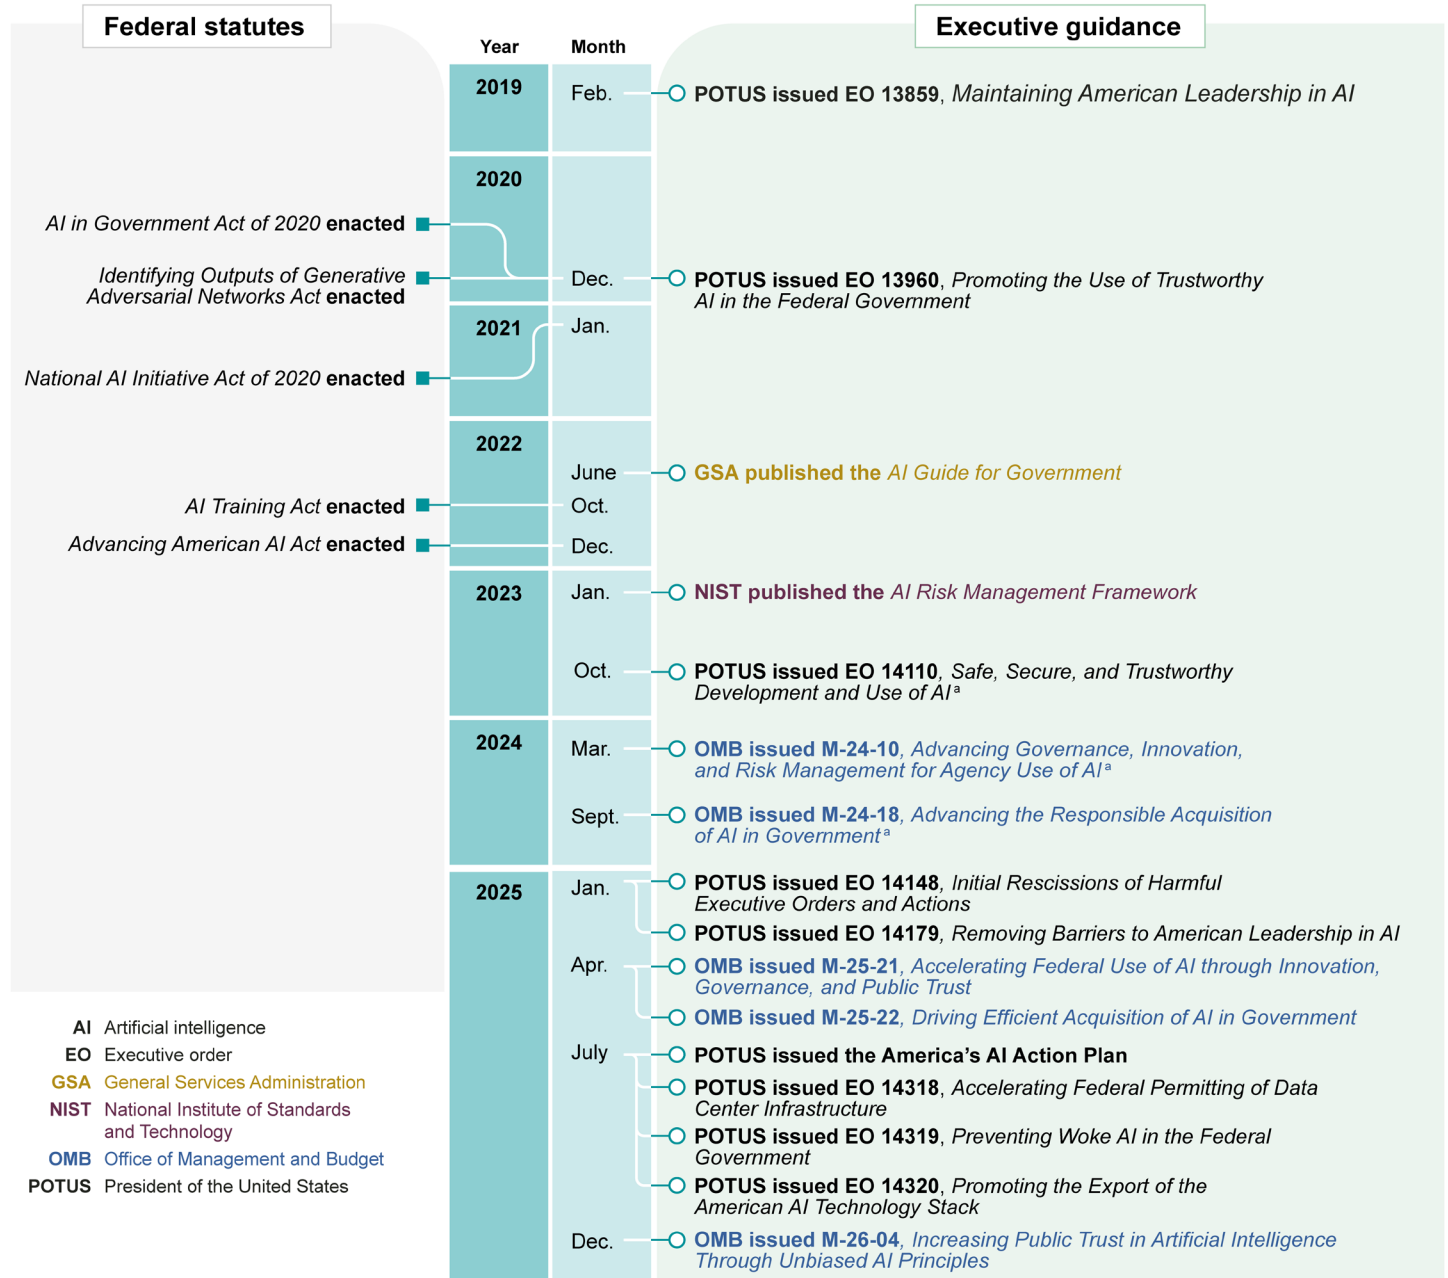 Federal statutes
Executive guidance
Year
Month
2019
Feb.
POTUS issued EO 13859, Maintaining American Leadership in AI
2020
AI in Government Act of 2020 enacted
Identifying Outputs of Generative
Adversarial Networks Act enacted
Dec.
POTUS issued EO 13960, Promoting the Use of Trustworthy
AI in the Federal Government
2021
Jan.
National AI Initiative Act of 2020 enacted
2022
June
GSA published the AI Guide for Government
AI Training Act enacted
Oct.
Advancing American AI Act enacted
Dec.
2023
Jan.
NIST published the AI Risk Management Framework
Oct.
POTUS issued EO 14110, Safe, Secure, and Trustworthy
Development and Use of AI a
2024
Mar.
OMB issued M-24-10, Advancing Governance, Innovation,
and Risk Management for Agency Use of AI a
Sept.
OMB issued M-24-18, Advancing the Responsible Acquisition
of AI in Government a
2025
Jan.
POTUS issued EO 14148, Initial Rescissions of Harmful
Executive Orders and Actions
POTUS issued EO 14179, Removing Barriers to American Leadership in AI
Apr.
OMB issued M-25-21, Accelerating Federal Use of AI through Innovation,
Governance, and Public Trust
OMB issued M-25-22, Driving Efficient Acquisition of AI in Government
July
POTUS issued the America's AI Action Plan
POTUS issued EO 14318, Accelerating Federal Permitting of Data
Center Infrastructure
POTUS issued EO 14319, Preventing Woke AI in the Federal
Government
POTUS issued EO 14320, Promoting the Export of the
American AI Technology Stack
Dec.
OMB issued M-26-04, Increasing Public Trust in Artificial Intelligence
Through Unbiased AI Principles
AI Artificial intelligence
EO Executive order
GSA General Services Administration
NIST National Institute of Standards
and Technology
OMB Office of Management and Budget
POTUS President of the United States